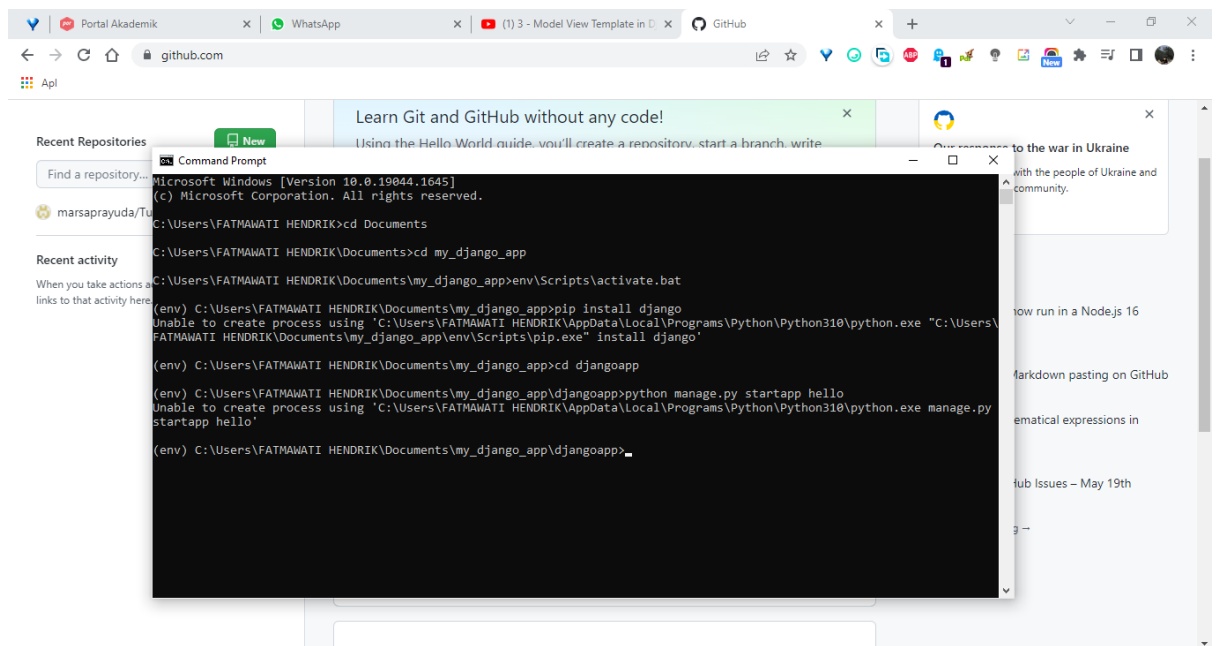 Portal Akademik
WhatsApp
(1) 3 - Model View Template in D
GitHub
github.com
ABP
1
New
Apl
Recent Repositories
New
Find a repository...
marsaprayuda/Tu
Recent activity
When you take actions a
links to that activity here.
Learn Git and GitHub without any code!
Using the Hello World guide, you'll create a repository, start a branch, write
Our response to the war in Ukraine
with the people of Ukraine and
community.
now run in a Node.js 16
Markdown pasting on GitHub
ematical expressions in
Hub Issues – May 19th
Command Prompt
Microsoft Windows [Version 10.0.19044.1645]
(c) Microsoft Corporation. All rights reserved.
C:\Users\FATMAWATI HENDRIK>cd Documents
C:\Users\FATMAWATI HENDRIK\Documents>cd my_django_app
C:\Users\FATMAWATI HENDRIK\Documents\my_django_app>env\Scripts\activate.bat
(env) C:\Users\FATMAWATI HENDRIK\Documents\my_django_app>pip install django
Unable to create process using 'C:\Users\FATMAWATI HENDRIK\AppData\Local\Programs\Python\Python310\python.exe "C:\Users\
FATMAWATI HENDRIK\Documents\my_django_app\env\Scripts\pip.exe" install django'
(env) C:\Users\FATMAWATI HENDRIK\Documents\my_django_app>cd djangoapp
(env) C:\Users\FATMAWATI HENDRIK\Documents\my_django_app\djangoapp>python manage.py startapp hello
Unable to create process using 'C:\Users\FATMAWATI HENDRIK\AppData\Local\Programs\Python\Python310\python.exe manage.py
startapp hello'
(env) C:\Users\FATMAWATI HENDRIK\Documents\my_django_app\djangoapp>